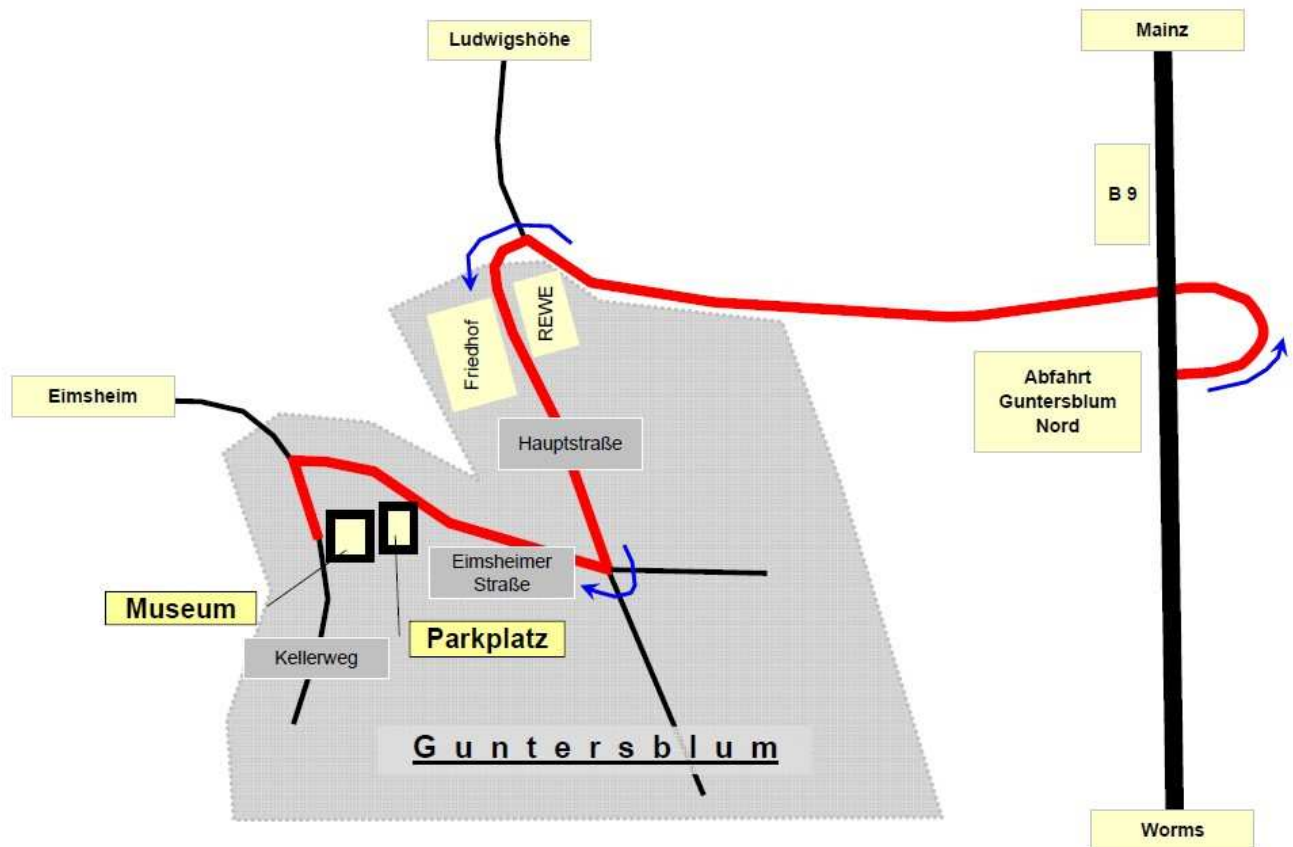 Ludwigshöhe
Mainz
B 9
REWE
Friedhof
Abfahrt
Guntersblum
Nord
Eimsheim
Hauptstraße
Eimsheimer
Straße
Museum
Parkplatz
Kellerweg
Guntersblum
Worms